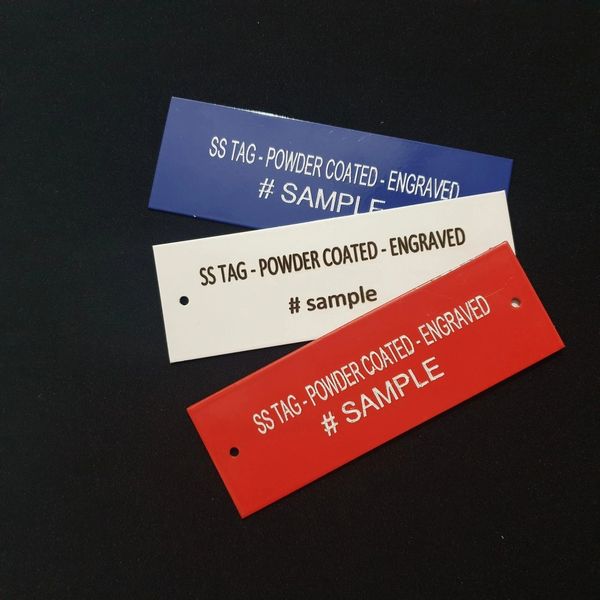 SS TAG - POWDER COATED - ENGRAVED
# SAMPLE
SS TAG - POWDER COATED - ENGRAVED
# sample
SS TAG - POWDER COATED - ENGRAVED
# SAMPLE